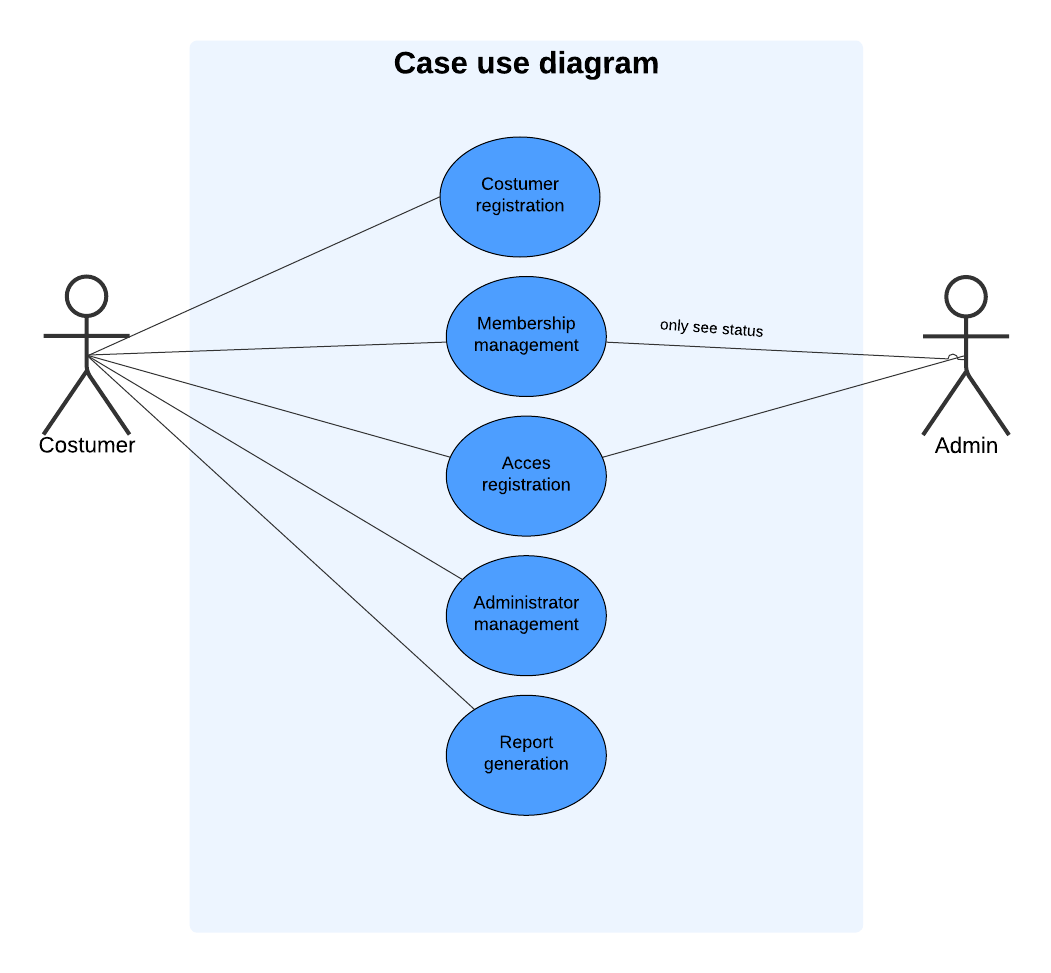 Case use diagram
Costumer
registration
Membership
management
only see status
Costumer
Admin
Acces
registration
Administrator
management
Report
generation